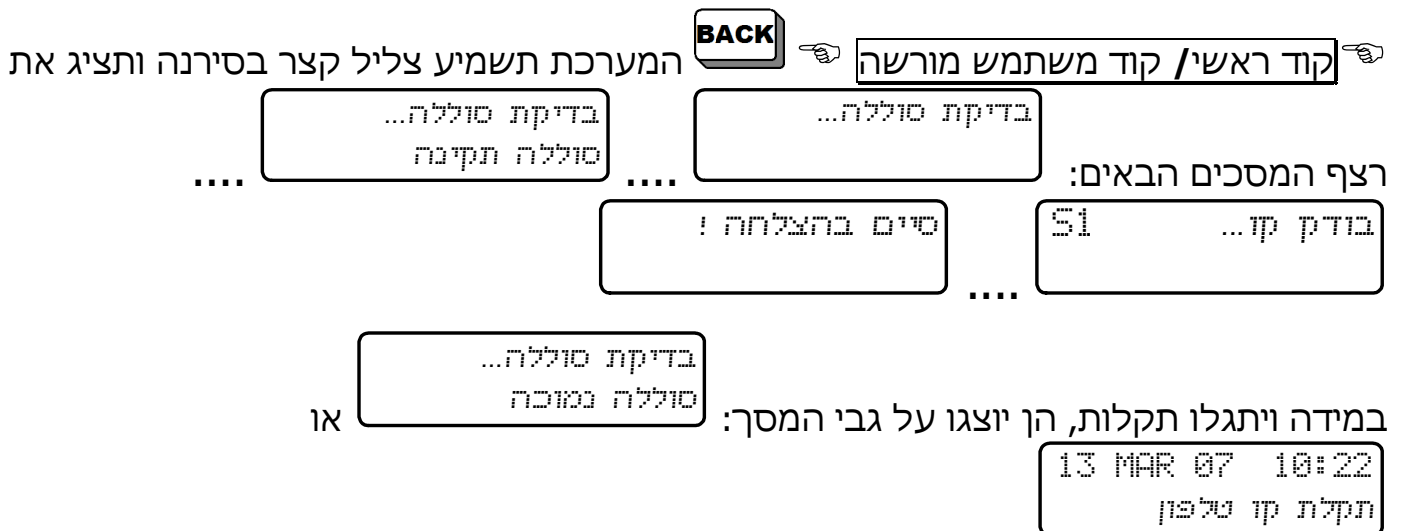 ☜ קוד ראשי/ קוד משתמש מורשה ☜ BACK המערכת תשמיע צליל קצר בסירנה ותציג את
רצף המסכים הבאים:
בדיקת סוללה...
....
בדיקת סוללה...
סוללה תקינה
....
בודק קו... S1
....
סיים בהצלחה !
במידה ויתגלו תקלות, הן יוצגו על גבי המסך:
בדיקת סוללה...
סוללה נמוכה
או
13 MAR 07 10:22
תקלת קו טלפון